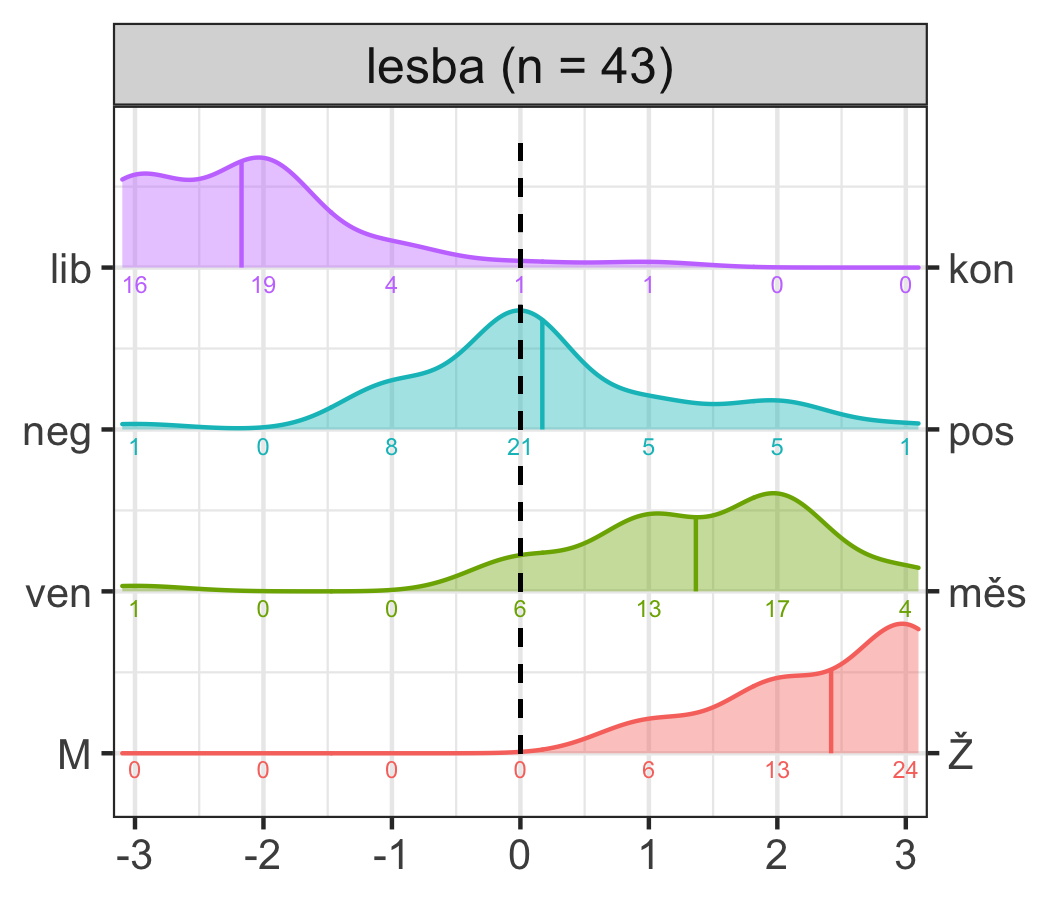 lesba (n = 43)
lib kon
16 19 4 1 1 0 0
neg pos
1 0 8 21 5 5 1
ven měs
1 0 0 6 13 17 4
M Ž
0 0 0 0 6 13 24
-3 -2 -1 0 1 2 3